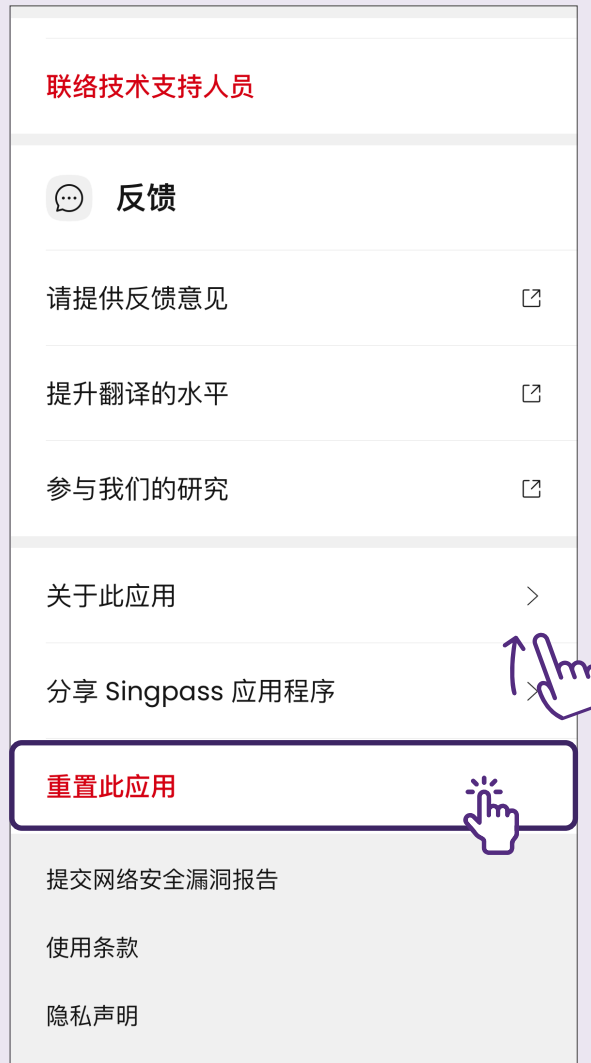 联络技术支持人员
反馈
请提供反馈意见
提升翻译的水平
参与我们的研究
关于此应用
分享 Singpass 应用程序
重置此应用
提交网络安全漏洞报告
使用条款
隐私声明